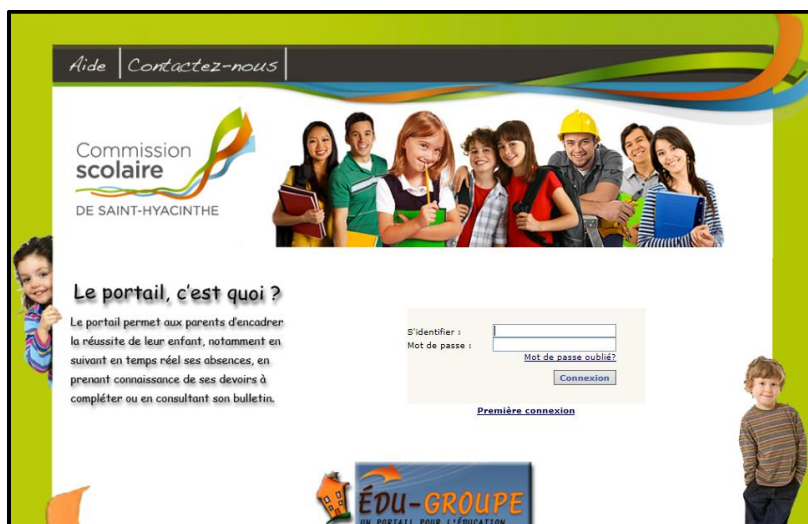 Aide Contactez-nous
Commission
scolaire
DE SAINT-HYACINTHE
Le portail, c'est quoi ?
Le portail permet aux parents d'encadrer
la réussite de leur enfant, notamment en
suivant en temps réel ses absences, en
prenant connaissance de ses devoirs à
compléter ou en consultant son bulletin.
S'identifier :
Mot de passe :
Mot de passe oublié?
Connexion
Première connexion
ÉDU-GROUPE
UN PORTAIL POUR L'ÉDUCATION